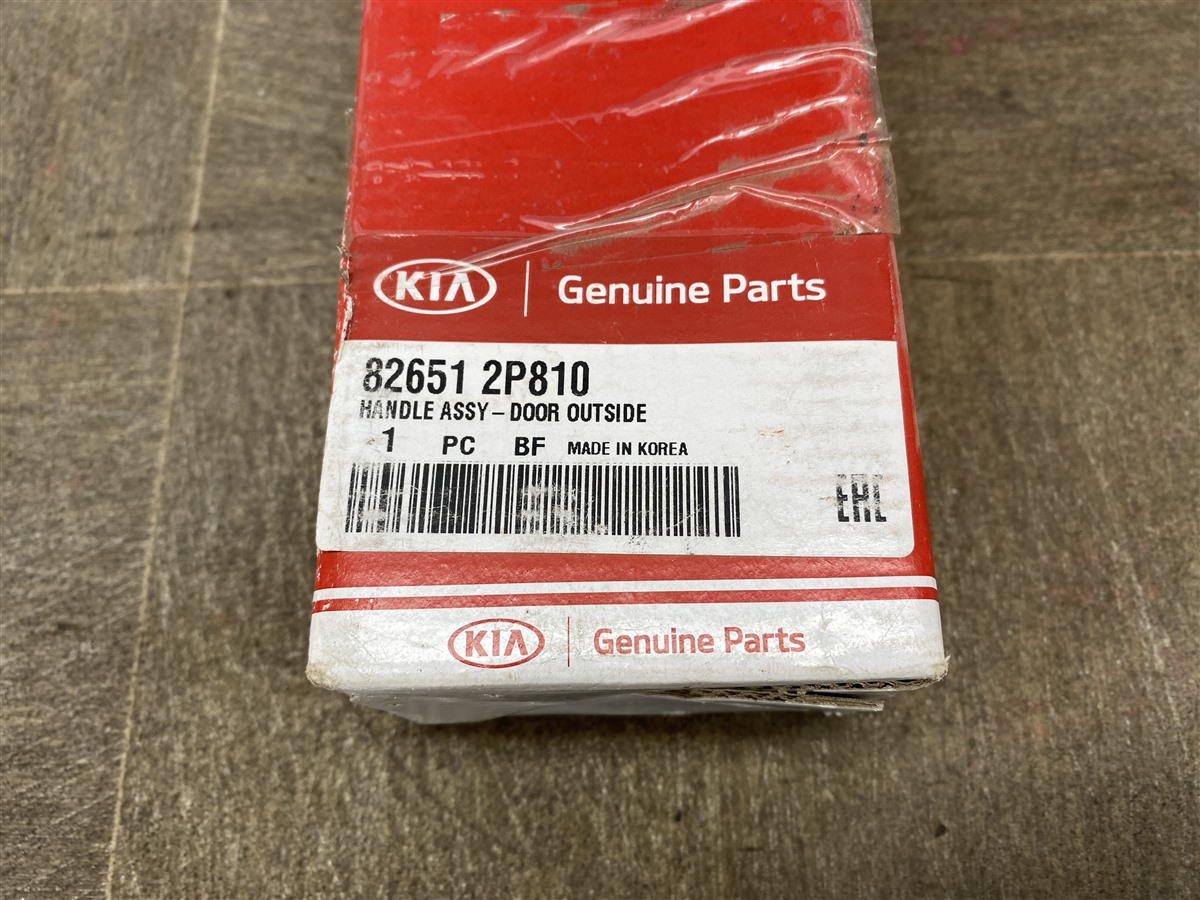 KIA | Genuine Parts
82651 2P810
HANDLE ASSY - DOOR OUTSIDE
1 PC BF MADE IN KOREA
EAC
KIA | Genuine Parts